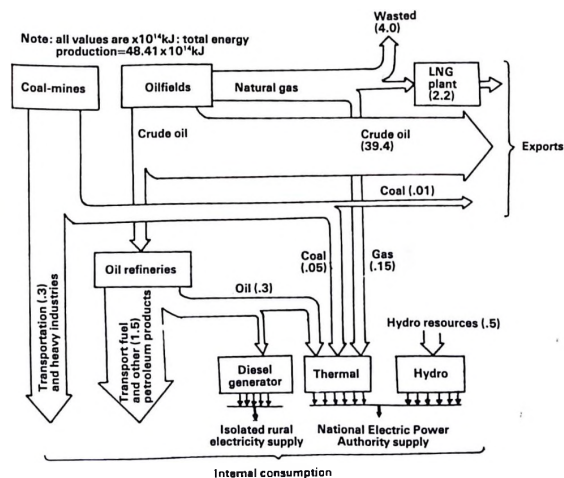 Note: all values are x10¹⁴kJ: total energy
production=48.41x10¹⁴kJ
Wasted
(4.0)
Coal-mines
Oilfields
Natural gas
LNG
plant
(2.2)
Crude oil
Crude oil
(39.4)
Exports
Coal (.01)
Oil refineries
Coal
(.05)
Gas
(.15)
Oil (.3)
Transportation (.3)
and heavy industries
Transport fuel
and other (1.5)
petroleum products
Hydro resources (.5)
Diesel
generator
Thermal
Hydro
Isolated rural
electricity supply
National Electric Power
Authority supply
Internal consumption